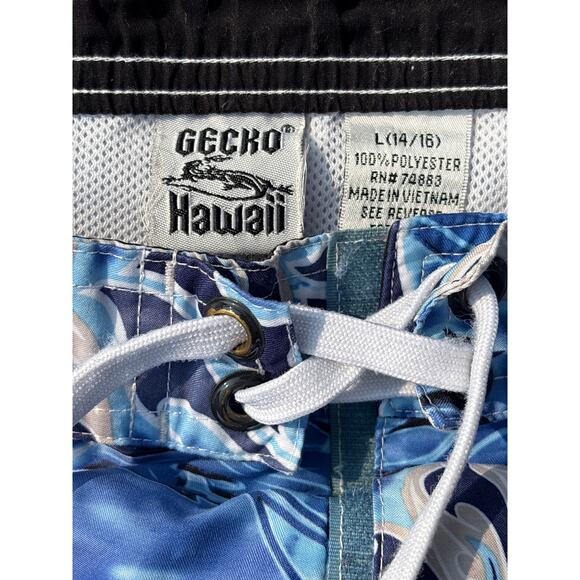 GECKO®
Hawaii
L(14/16)
100% POLYESTER
RN# 74883
MADE IN VIETNAM
SEE REVERSE